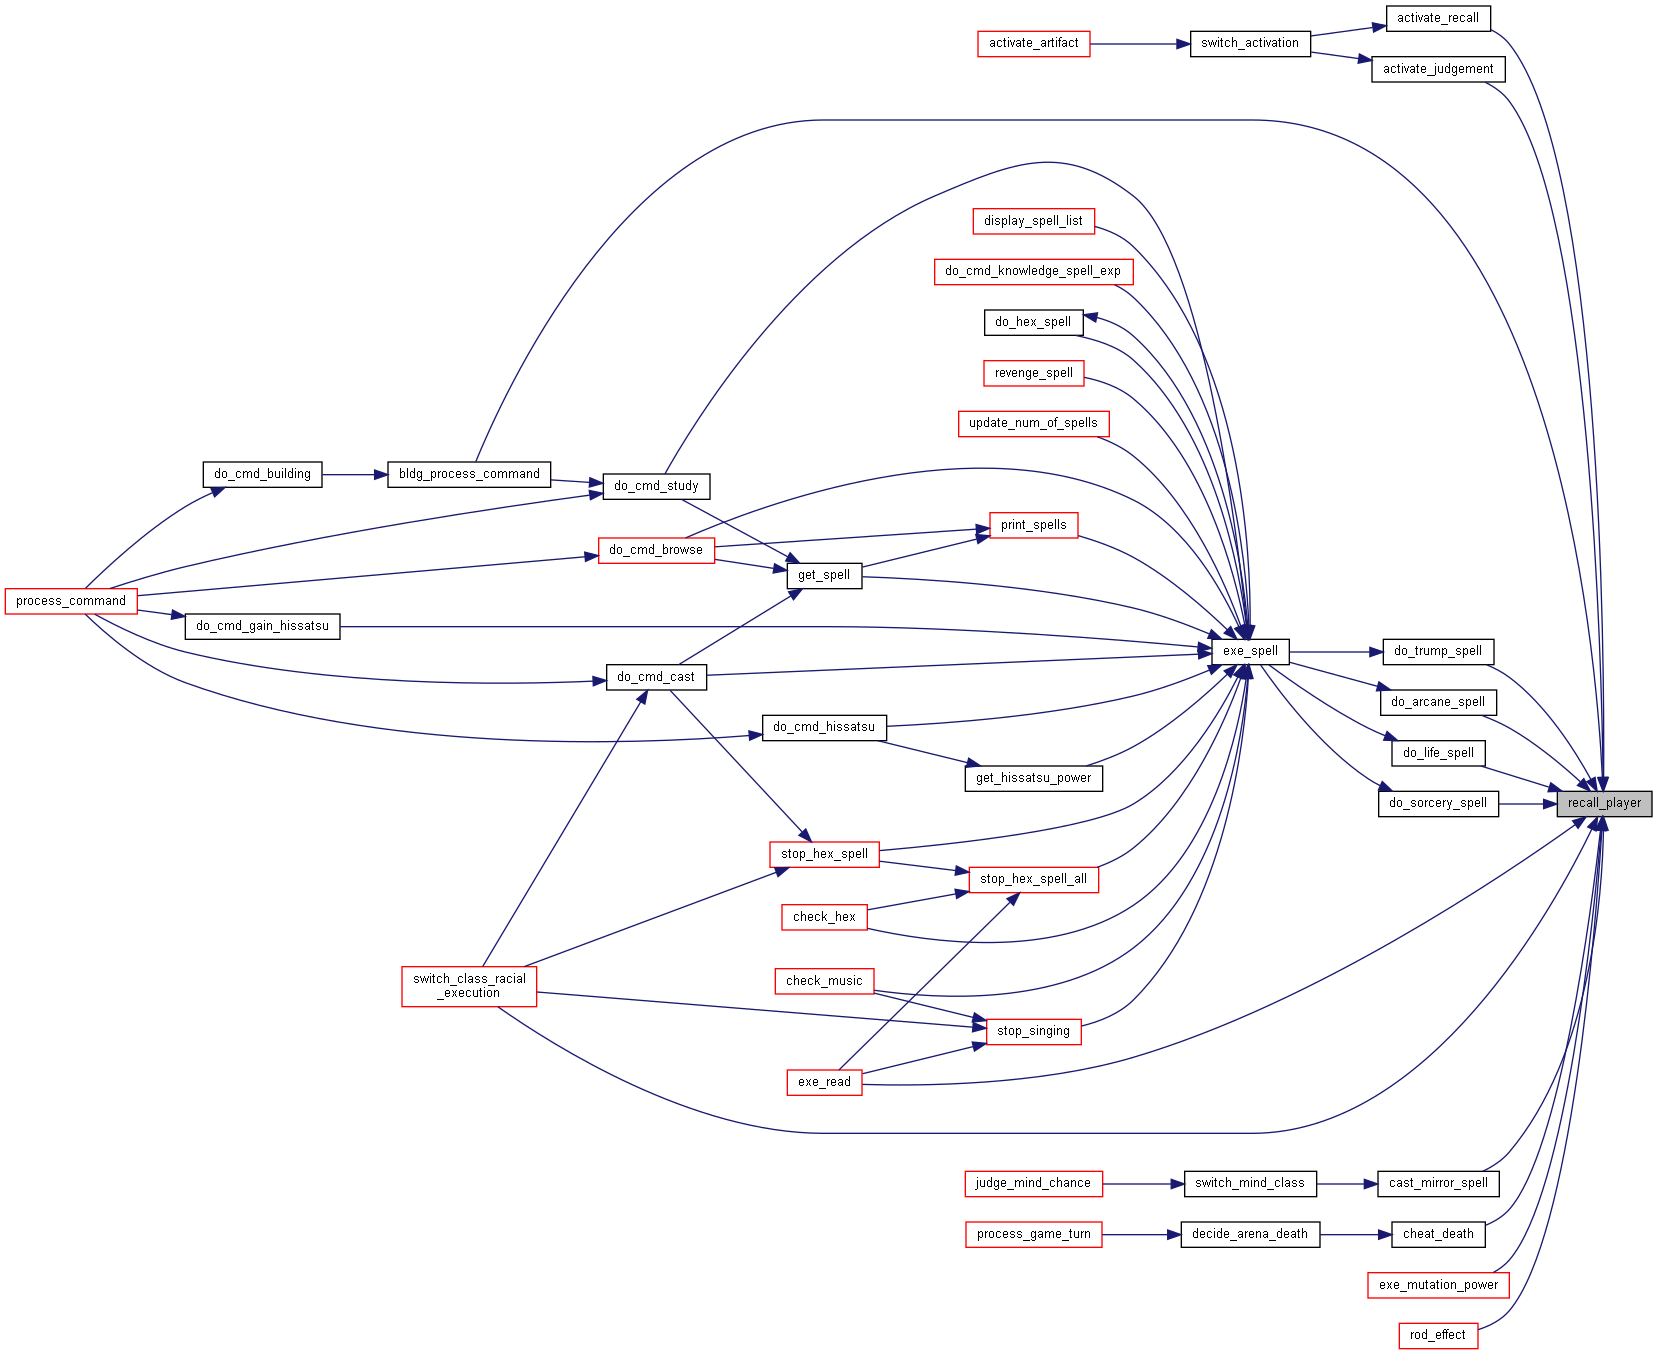 activate_recall
activate_artifact
switch_activation
activate_judgement
display_spell_list
do_cmd_knowledge_spell_exp
do_hex_spell
revenge_spell
update_num_of_spells
do_cmd_building
bldg_process_command
do_cmd_study
print_spells
do_cmd_browse
get_spell
process_command
do_cmd_gain_hissatsu
exe_spell
do_trump_spell
do_cmd_cast
do_arcane_spell
do_cmd_hissatsu
do_life_spell
get_hissatsu_power
do_sorcery_spell
recall_player
stop_hex_spell
stop_hex_spell_all
check_hex
switch_class_racial
_execution
check_music
stop_singing
exe_read
judge_mind_chance
switch_mind_class
cast_mirror_spell
process_game_turn
decide_arena_death
cheat_death
exe_mutation_power
rod_effect